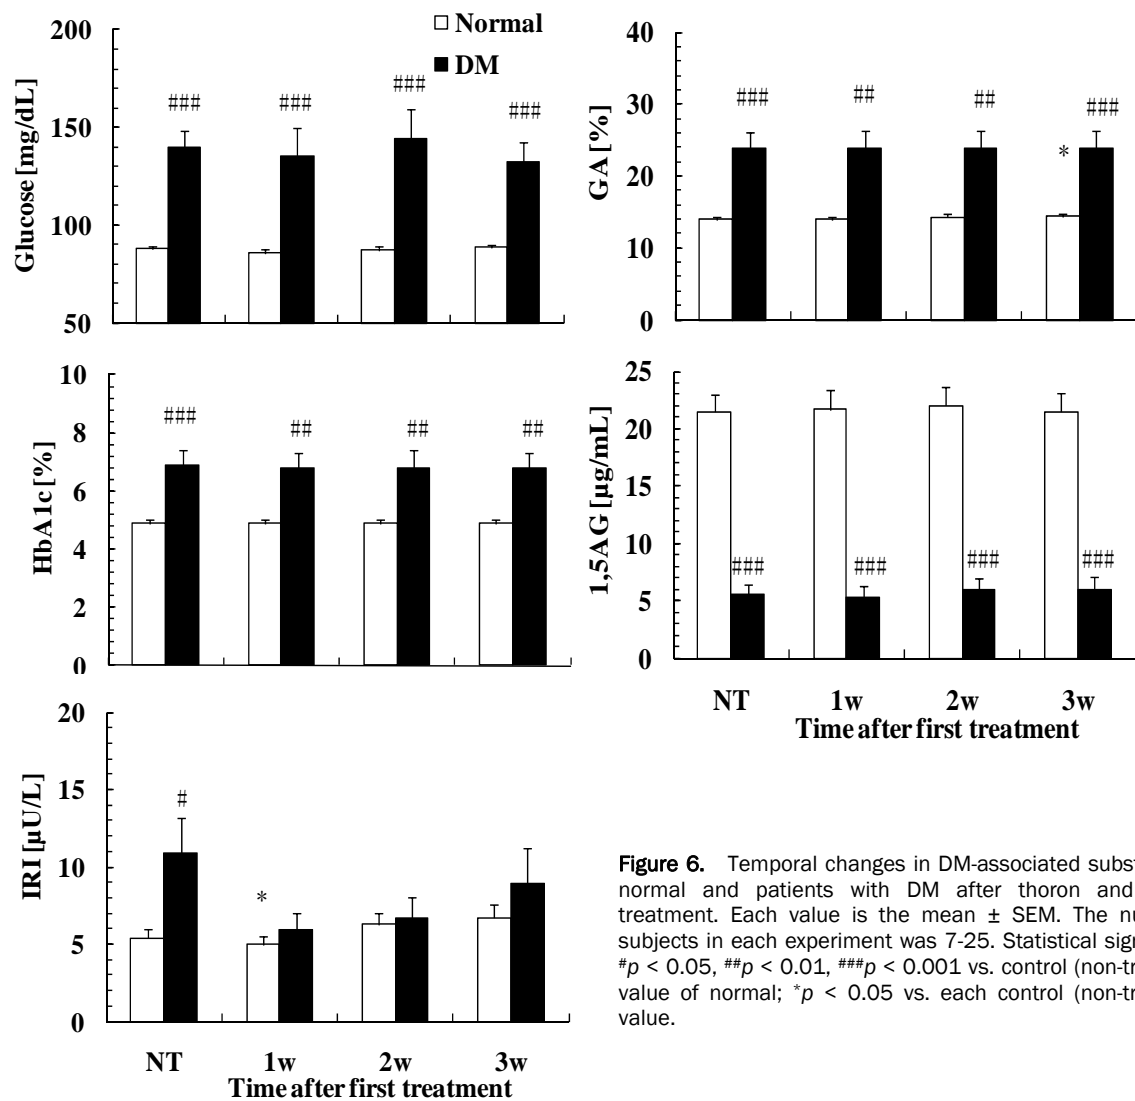 Normal
DM
Glucose [mg/dL]
200
150
100
50
###
###
###
###
GA [%]
40
30
20
10
0
###
##
##
*
###
HbA1c [%]
10
8
6
4
2
0
###
##
##
##
1,5AG [µg/mL]
25
20
15
10
5
0
###
###
###
###
NT 1w 2w 3w
Time after first treatment
IRI [µU/L]
20
15
10
5
0
#
*
NT 1w 2w 3w
Time after first treatment
Figure 6. Temporal changes in DM-associated subst
normal and patients with DM after thoron and
treatment. Each value is the mean ± SEM. The nu
subjects in each experiment was 7-25. Statistical sign
#p < 0.05, ##p < 0.01, ###p < 0.001 vs. control (non-tr
value of normal; *p < 0.05 vs. each control (non-tr
value.